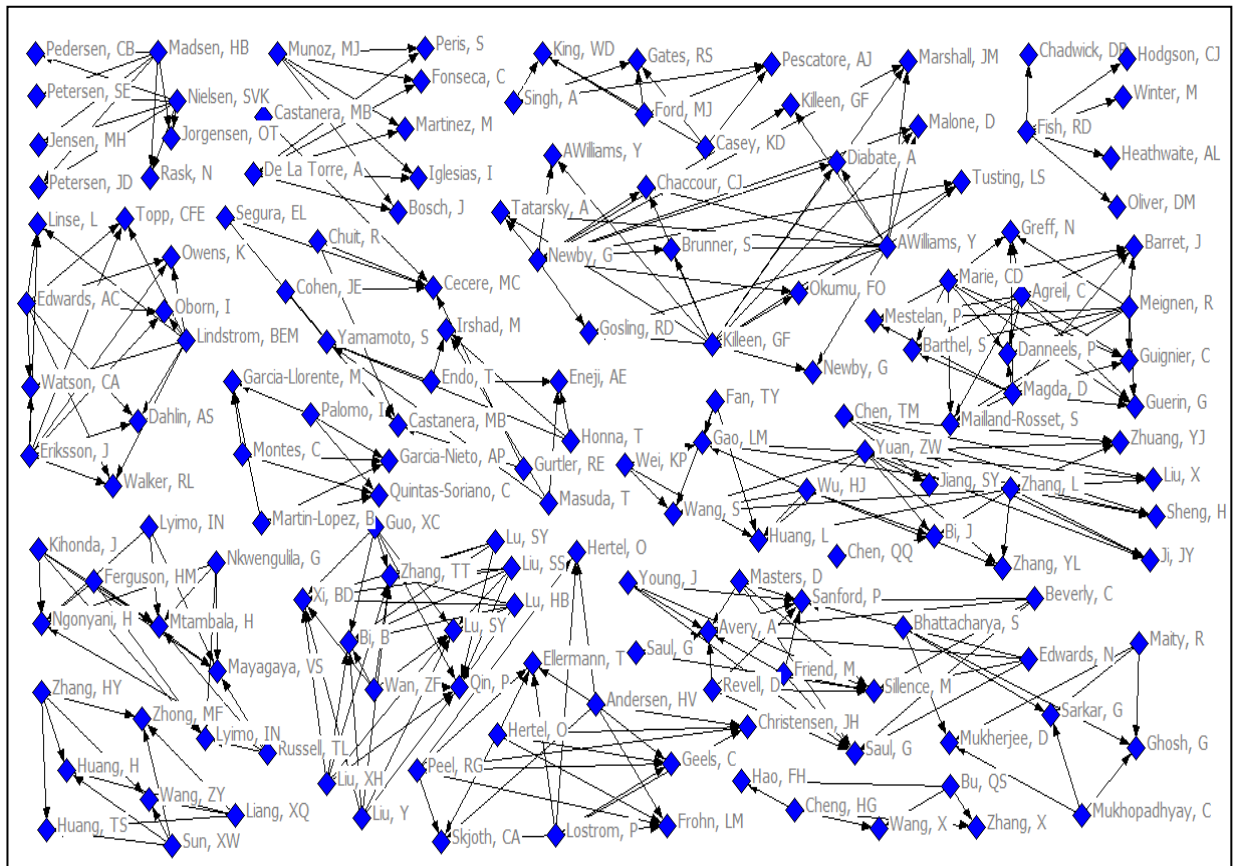 Pedersen, CB
Madsen, HB
Munoz, MJ
Peris, S
King, WD
Gates, RS
Pescatore, AJ
Marshall, JM
Chadwick, DR
Hodgson, CJ
Petersen, SE
Nielsen, SVK
Fonseca, C
Singh, A
Ford, MJ
Killeen, GF
Winter, M
Castanera, MB
Martinez, M
Malone, D
Fish, RD
Jensen, MH
Jorgensen, OT
Casey, KD
AWilliams, Y
Diabate, A
Heathwaite, AL
Petersen, JD
Rask, N
De La Torre, A
Iglesias, I
Chaccour, CJ
Tusting, LS
Linse, L
Topp, CFE
Segura, EL
Bosch, J
Tatarsky, A
Oliver, DM
Chuit, R
Greff, N
Owens, K
Newby, G
Brunner, S
AWilliams, Y
Barret, J
Marie, CD
Edwards, AC
Oborn, I
Cohen, JE
Cecere, MC
Okumu, FO
Agreil, C
Meignen, R
Mestelan, P
Lindstrom, BEM
Yamamoto, S
Irshad, M
Gosling, RD
Killeen, GF
Barthel, S
Danneels, P
Guignier, C
Watson, CA
Garcia-Llorente, M
Endo, T
Eneji, AE
Newby, G
Magda, D
Guerin, G
Dahlin, AS
Palomo, I
Castanera, MB
Fan, TY
Chen, TM
Mailland-Rosset, S
Eriksson, J
Montes, C
Garcia-Nieto, AP
Honna, T
Gao, LM
Yuan, ZW
Zhuang, YJ
Walker, RL
Quintas-Soriano, C
Gurtler, RE
Wei, KP
Wu, HJ
Jiang, SY
Zhang, L
Liu, X
Masuda, T
Wang, S
Sheng, H
Lyimo, IN
Martin-Lopez, B
Guo, XC
Lu, SY
Huang, L
Bi, J
Kihonda, J
Nkwengulila, G
Hertel, O
Chen, QQ
Zhang, YL
Ji, JY
Ferguson, HM
Zhang, TT
Liu, SS
Young, J
Masters, D
Ngonyani, H
Mtambala, H
Xi, BD
Lu, HB
Sanford, P
Beverly, C
Bi, B
Lu, SY
Avery, A
Bhattacharya, S
Mayagaya, VS
Ellermann, T
Saul, G
Friend, M
Edwards, N
Maity, R
Zhang, HY
Wan, ZF
Qin, P
Andersen, HV
Revell, D
Sillence, M
Zhong, MF
Lyimo, IN
Hertel, O
Christensen, JH
Sarkar, G
Russell, TL
Saul, G
Mukherjee, D
Ghosh, G
Huang, H
Liu, XH
Peel, RG
Geels, C
Hao, FH
Bu, QS
Wang, ZY
Liang, XQ
Liu, Y
Cheng, HG
Mukhopadhyay, C
Huang, TS
Sun, XW
Skjoth, CA
Lostrom, P
Frohn, LM
Wang, X
Zhang, X